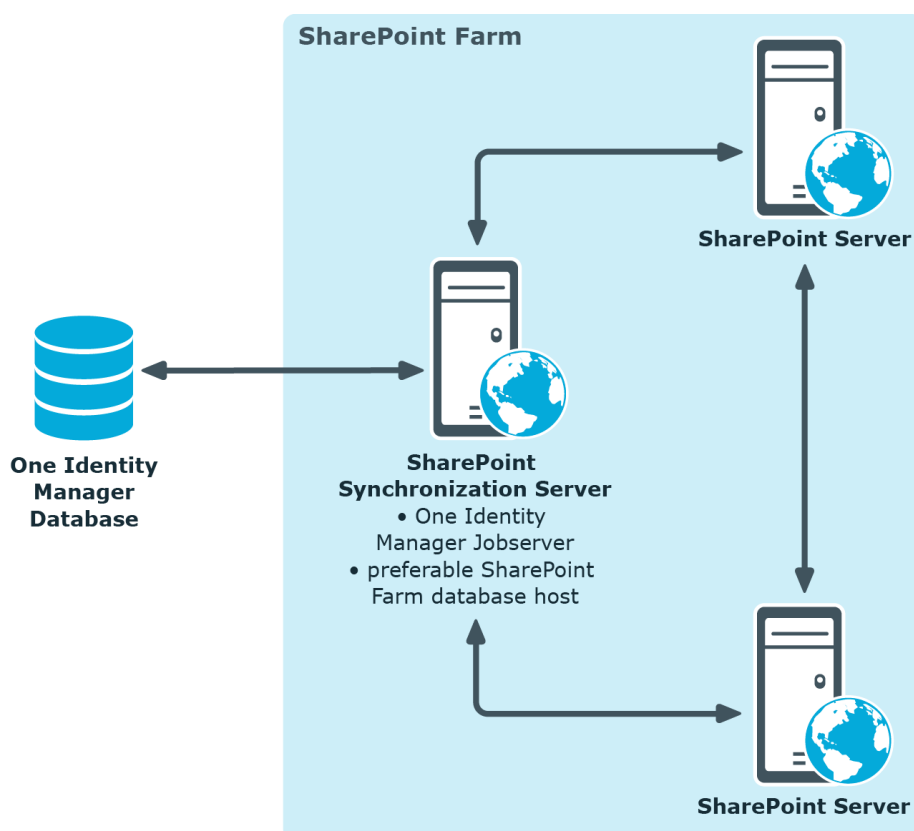 SharePoint Farm
SharePoint Server
One Identity
Manager
Database
SharePoint
Synchronization Server
• One Identity
Manager Jobserver
• preferable SharePoint
Farm database host
SharePoint Server